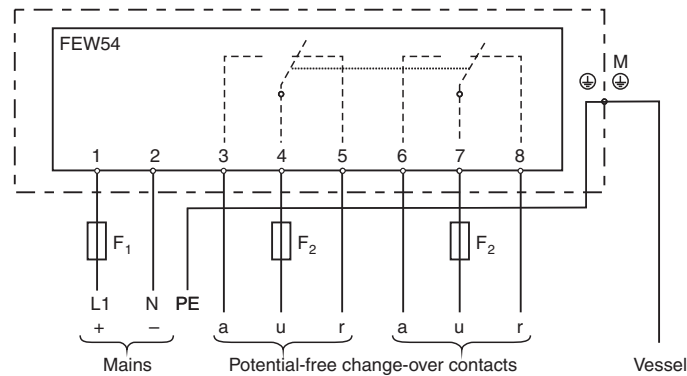 FEW54
M
1 2 3 4 5 6 7 8
F1 F2 F2
L1 N PE
+ – a u r a u r
Mains Potential-free change-over contacts Vessel